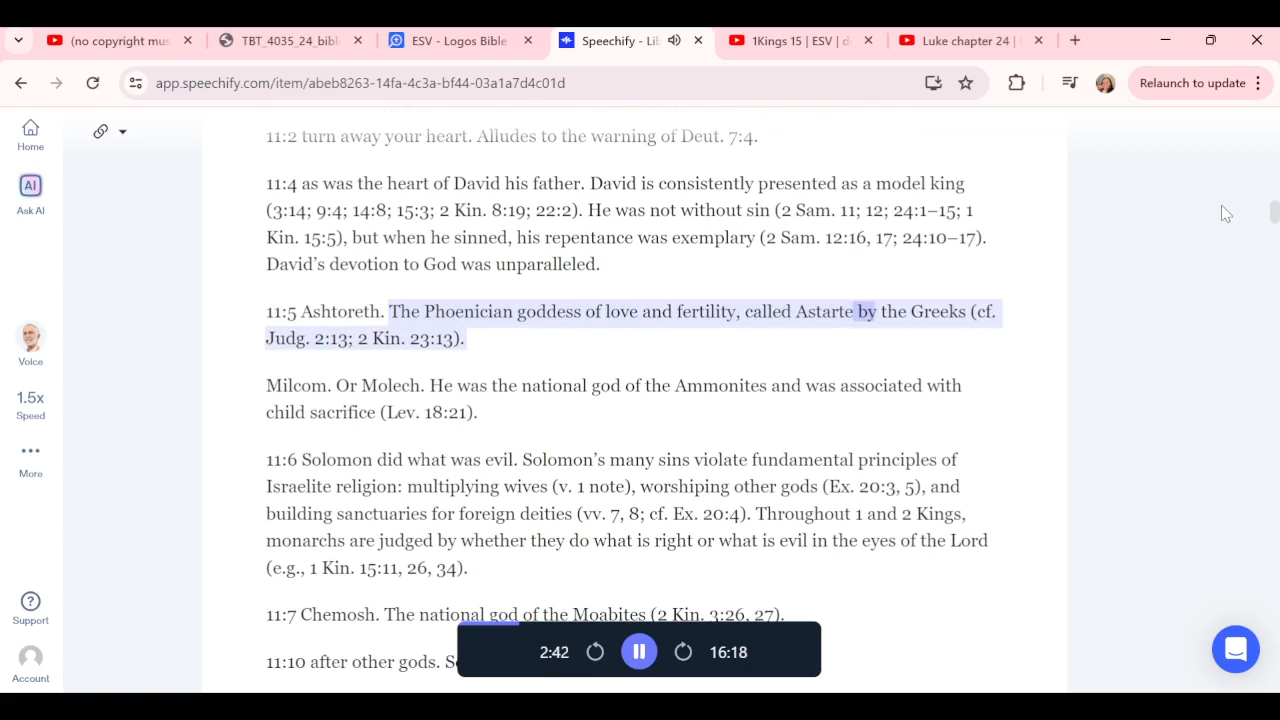 (no copyright mus
TBT_4035_24_bibl
ESV - Logos Bible
Speechify - Lib
1Kings 15 | ESV | d
Luke chapter 24 |
app.speechify.com/item/abeb8263-14fa-4c3a-bf44-03a1a7d4c01d
Relaunch to update
Home
AI
Ask AI
Voice
1.5x
Speed
More
Support
Account
11:2 turn away your heart. Alludes to the warning of Deut. 7:4.
11:4 as was the heart of David his father. David is consistently presented as a model king
(3:14; 9:4; 14:8; 15:3; 2 Kin. 8:19; 22:2). He was not without sin (2 Sam. 11; 12; 24:1–15; 1
Kin. 15:5), but when he sinned, his repentance was exemplary (2 Sam. 12:16, 17; 24:10–17).
David’s devotion to God was unparalleled.
11:5 Ashtoreth. The Phoenician goddess of love and fertility, called Astarte by the Greeks (cf.
Judg. 2:13; 2 Kin. 23:13).
Milcom. Or Molech. He was the national god of the Ammonites and was associated with
child sacrifice (Lev. 18:21).
11:6 Solomon did what was evil. Solomon’s many sins violate fundamental principles of
Israelite religion: multiplying wives (v. 1 note), worshiping other gods (Ex. 20:3, 5), and
building sanctuaries for foreign deities (vv. 7, 8; cf. Ex. 20:4). Throughout 1 and 2 Kings,
monarchs are judged by whether they do what is right or what is evil in the eyes of the Lord
(e.g., 1 Kin. 15:11, 26, 34).
11:7 Chemosh. The national god of the Moabites (2 Kin. 3:26, 27).
11:10 after other gods.
2:42
16:18